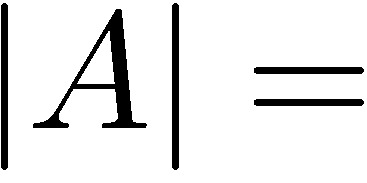 |A| =